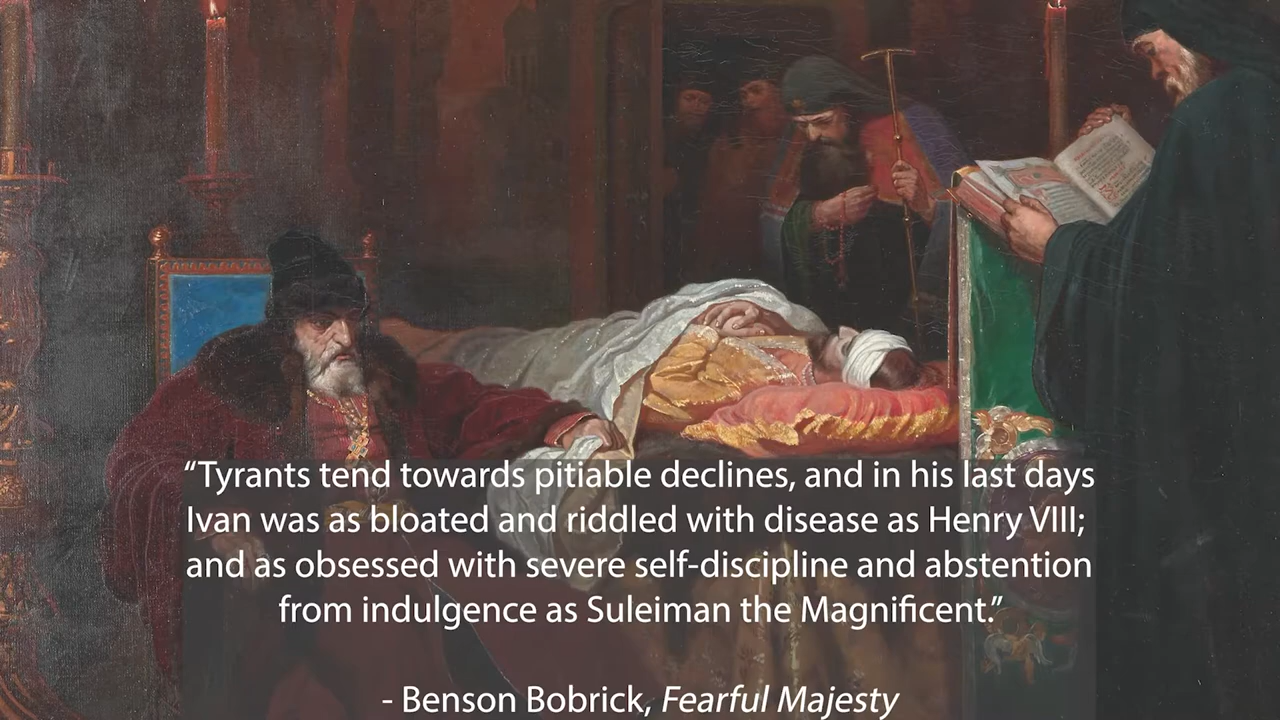 “Tyrants tend towards pitiable declines, and in his last days
Ivan was as bloated and riddled with disease as Henry VIII;
and as obsessed with severe self-discipline and abstention
from indulgence as Suleiman the Magnificent.”
- Benson Bobrick, Fearful Majesty